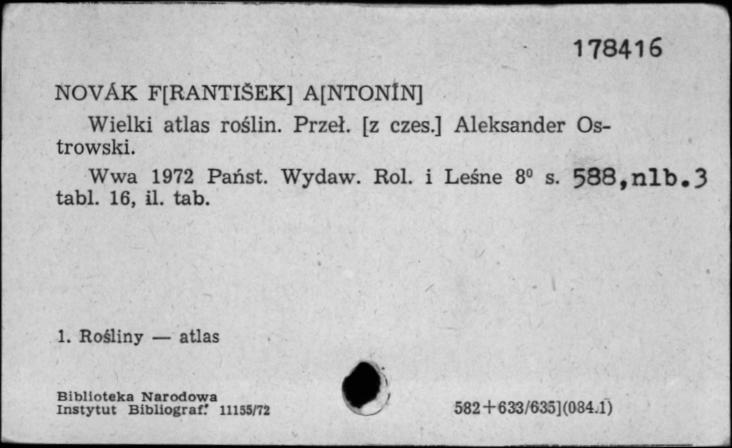 178416
NOVÁK F[RANTIŠEK] A[NTONÍN]
Wielki atlas roślin. Przeł. [z czes.] Aleksander Os-
trowski.
Wwa 1972 Państ. Wydaw. Rol. i Leśne 8⁰ s. 588,nlb.3
tabl. 16, il. tab.
1. Rośliny — atlas
Biblioteka Narodowa
Instytut Bibliograf. 11155/72
582+633/635](084.1)